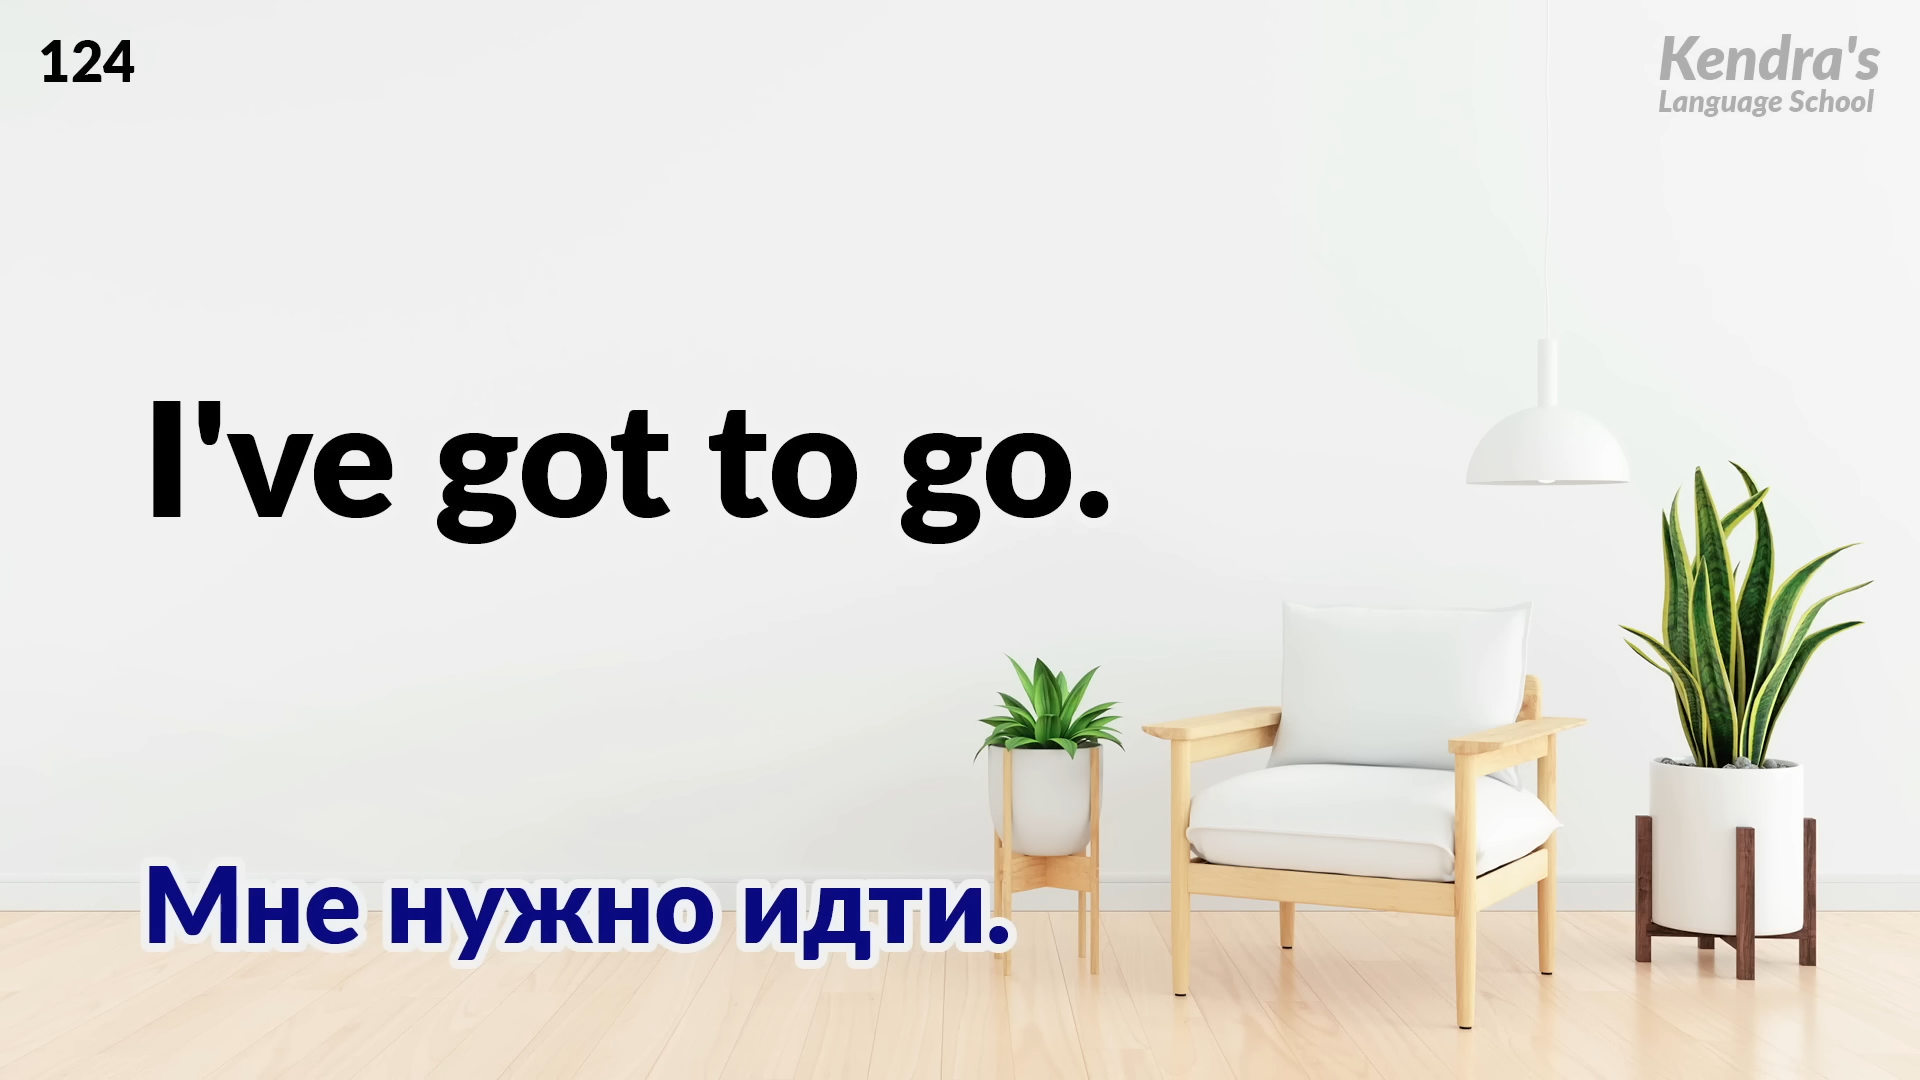 124
Kendra's
Language School
I've got to go.
Мне нужно идти.